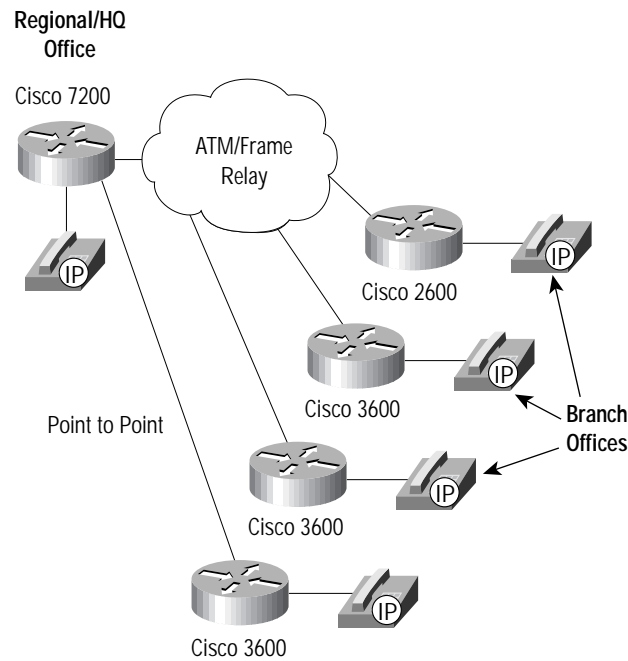 Regional/HQ
Office
Cisco 7200
ATM/Frame
Relay
IP
IP
Cisco 2600
IP
Cisco 3600
Point to Point
Branch
Offices
IP
Cisco 3600
IP
Cisco 3600